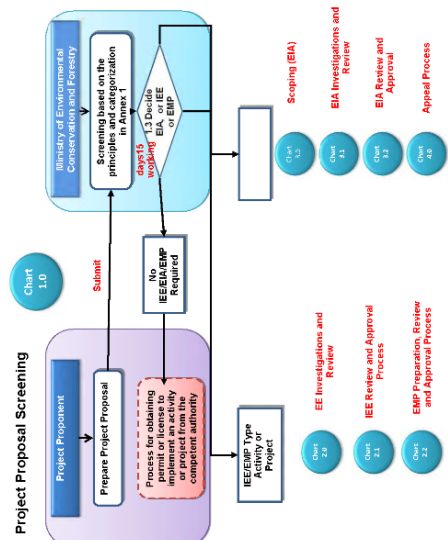 Project Proposal Screening
Chart
1.0
Project Proponent
Prepare Project Proposal
Process for obtaining
permit or license to
implement an activity
or project from the
competent authority
Submit
No
IEE/EIA/EMP
Required
Ministry of Environmental
Conservation and Forestry
Screening based on the
principles and categorization
in Annex 1
days15
working
1.3 Decide
EIA, or IEE
or EMP
IEE/EMP Type
Activity or
Project
Chart
2.0
EE Investigations and
Review
Chart
2.1
IEE Review and Approval
Process
Chart
2.2
EMP Preparation, Review
and Approval Process
Chart
Scoping (EIA)
Chart
3.1
EIA Investigations and
Review
Chart
3.2
EIA Review and
Approval
Chart
4.0
Appeal Process